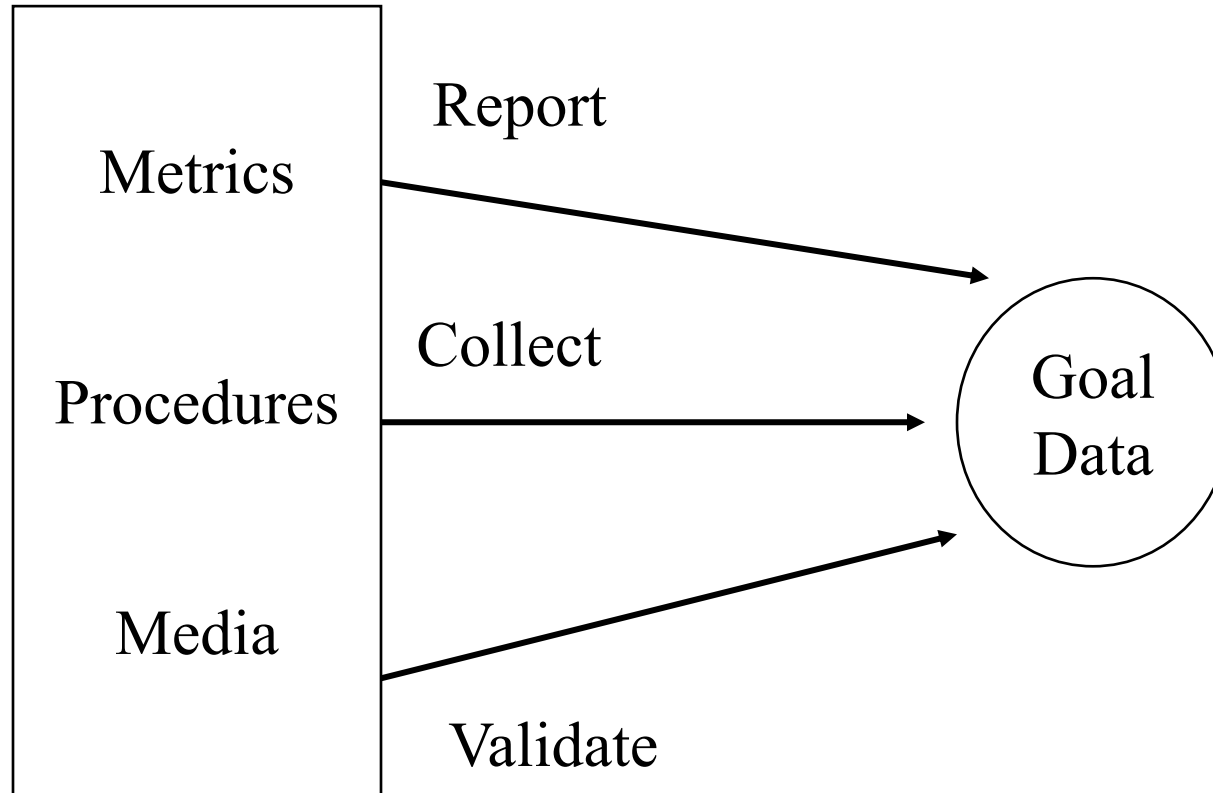 Report
Metrics
Collect
Procedures
Goal
Data
Media
Validate